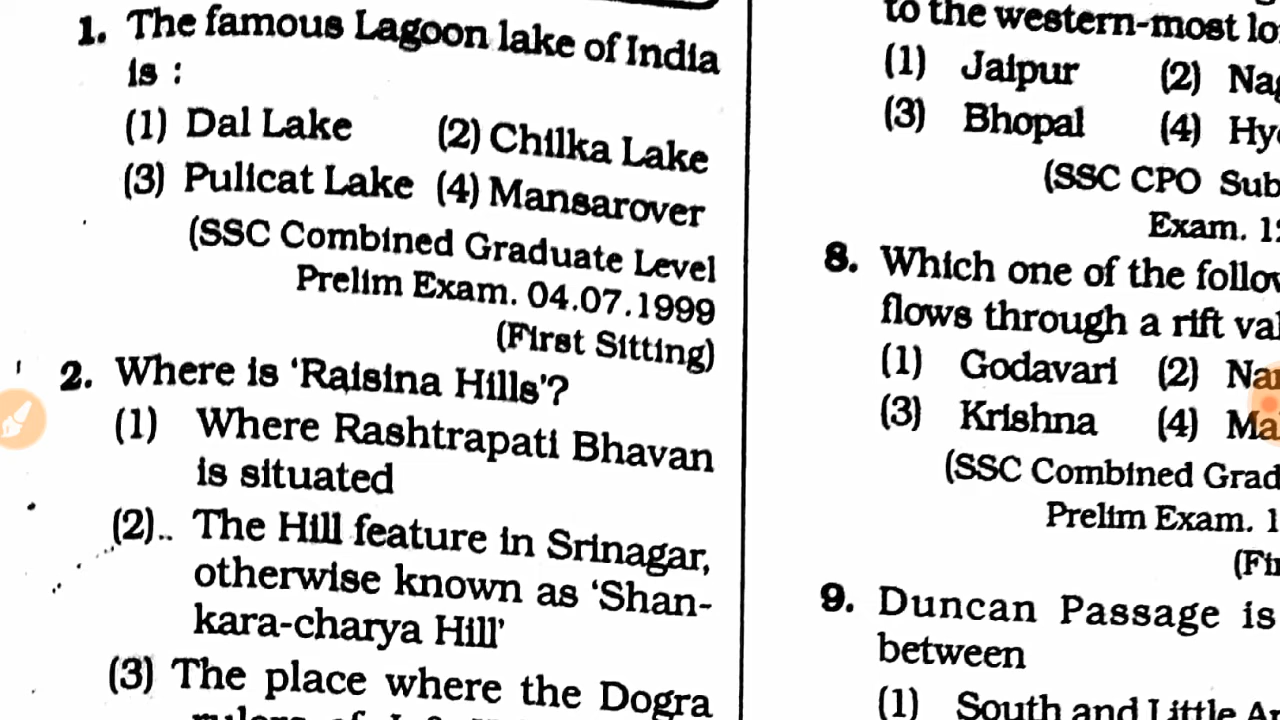 1. The famous Lagoon lake of India
is :
(1) Dal Lake (2) Chilka Lake
(3) Pulicat Lake (4) Mansarover
(SSC Combined Graduate Level
Prelim Exam. 04.07.1999
(First Sitting)
2. Where is ‘Raisina Hills’?
(1) Where Rashtrapati Bhavan
is situated
(2).. The Hill feature in Srinagar,
otherwise known as ‘Shan-
kara-charya Hill’
(3) The place where the Dogra
to the western-most
(1) Jaipur (2)
(3) Bhopal (4)
(SSC CPO Sub
Exam.
8. Which one of the
flows through a rift
(1) Godavari (2)
(3) Krishna (4)
(SSC Combined
Prelim Exam.
9. Duncan Passage is
between
(1) South and Little